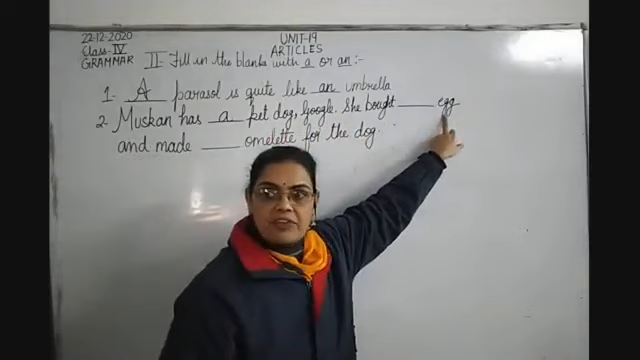 22-12-2020 UNIT-19
Class-IV ARTICLES
GRAMMAR II- Fill in the blanks with a or an :-
1- A parasol is quite like an umbrella
2- Muskan has a pet dog, Google. She bought ____ egg
and made ____ omelette for the dog.